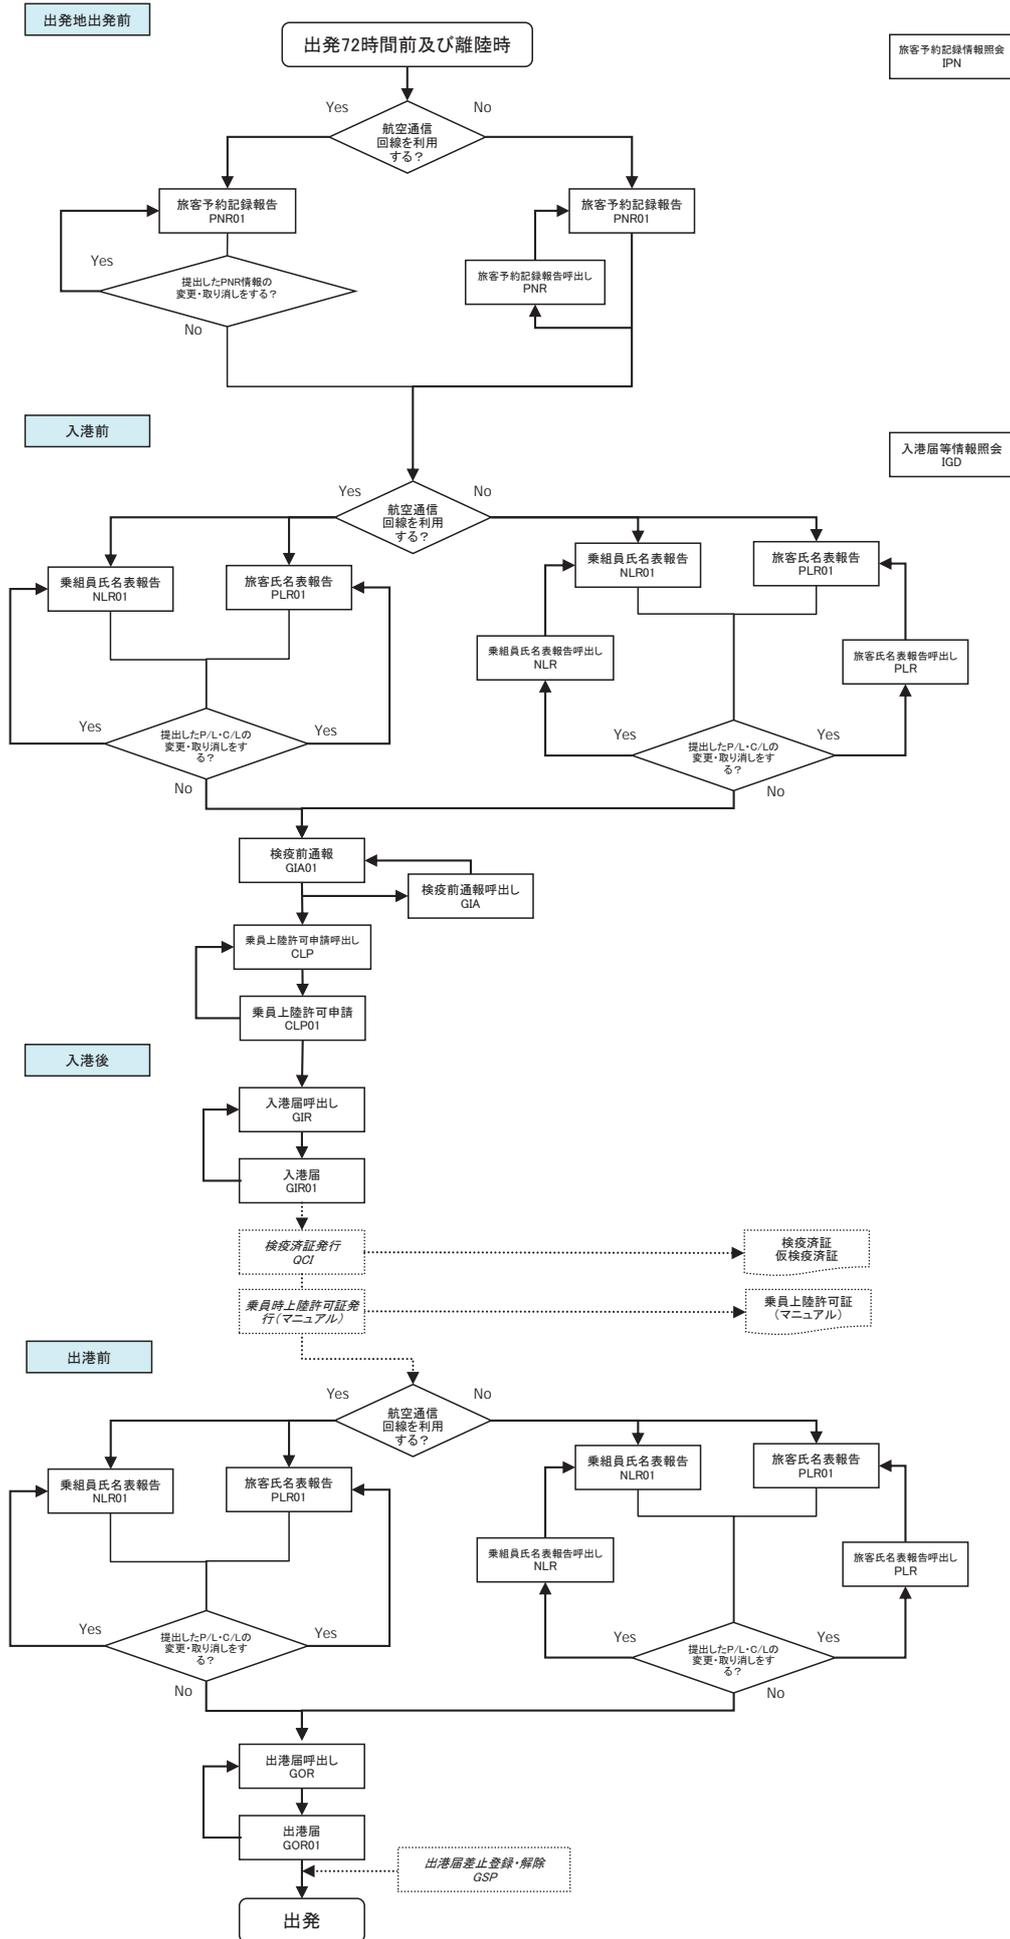 出発地出発前
出発72時間前及び離陸時
旅客予約記録情報照会
IPN
Yes
No
航空通信
回線を利用
する？
旅客予約記録報告
PNR01
旅客予約記録報告
PNR01
Yes
提出したPNR情報の
変更・取り消しをする？
旅客予約記録報告呼出し
PNR
No
入港前
入港届等情報照会
IGD
Yes
No
航空通信
回線を利用
する？
乗組員氏名表報告
NLR01
旅客氏名表報告
PLR01
乗組員氏名表報告
NLR01
旅客氏名表報告
PLR01
乗組員氏名表報告呼出し
NLR
旅客氏名表報告呼出し
PLR
Yes
提出したP/L・C/Lの
変更・取り消しをす
る？
Yes
Yes
提出したP/L・C/Lの
変更・取り消しをす
る？
Yes
No
No
検疫前通報
GIA01
検疫前通報呼出し
GIA
乗員上陸許可申請呼出し
CLP
乗員上陸許可申請
CLP01
入港後
入港届呼出し
GIR
入港届
GIR01
検疫済証発行
QCI
検疫済証
仮検疫済証
乗員時上陸許可証発
行（マニュアル）
乗員上陸許可証
（マニュアル）
出港前
Yes
No
航空通信
回線を利用
する？
乗組員氏名表報告
NLR01
旅客氏名表報告
PLR01
乗組員氏名表報告
NLR01
旅客氏名表報告
PLR01
乗組員氏名表報告呼出し
NLR
旅客氏名表報告呼出し
PLR
Yes
提出したP/L・C/Lの
変更・取り消しをす
る？
Yes
Yes
提出したP/L・C/Lの
変更・取り消しをす
る？
Yes
No
No
出港届呼出し
GOR
出港届
GOR01
出港届差止登録・解除
GSP
出発